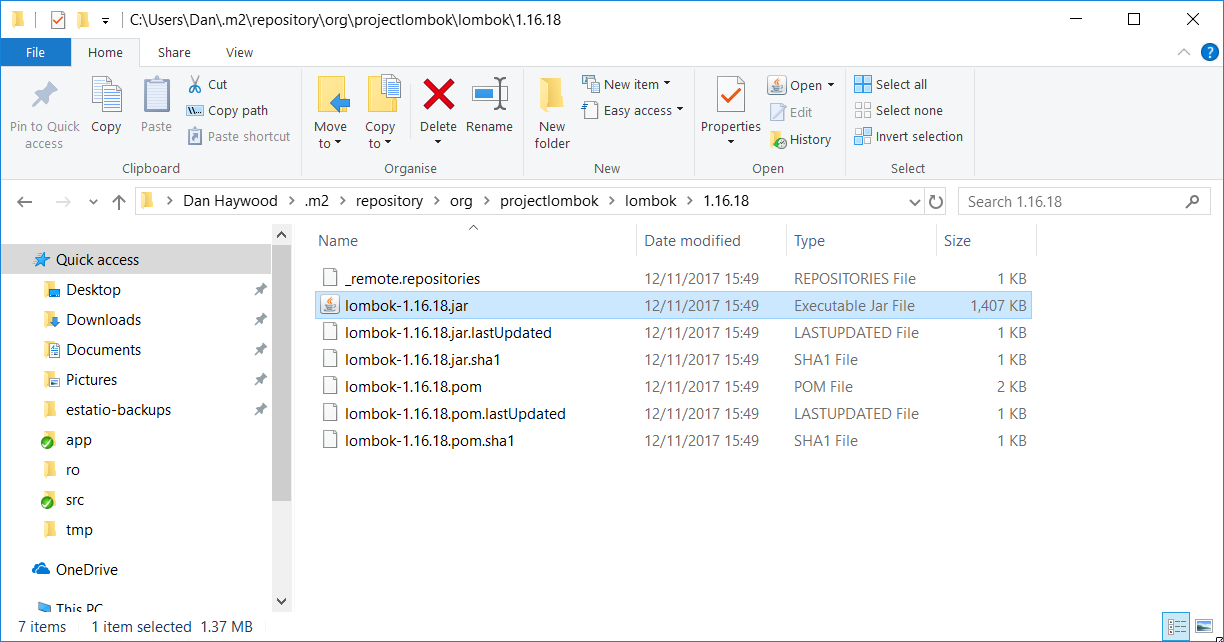 C:\Users\Dan\.m2\repository\org\projectlombok\lombok\1.16.18
File Home Share View
Pin to Quick access
Copy
Paste
Cut
Copy path
Paste shortcut
Clipboard
Move to
Copy to
Delete
Rename
Organise
New folder
New item
Easy access
New
Properties
Open
Edit
History
Open
Select all
Select none
Invert selection
Select
Dan Haywood > .m2 > repository > org > projectlombok > lombok > 1.16.18
Search 1.16.18
Quick access
Desktop
Downloads
Documents
Pictures
estatio-backups
app
ro
src
tmp
OneDrive
This PC
Name Date modified Type Size
_remote.repositories 12/11/2017 15:49 REPOSITORIES File 1 KB
lombok-1.16.18.jar 12/11/2017 15:49 Executable Jar File 1,407 KB
lombok-1.16.18.jar.lastUpdated 12/11/2017 15:49 LASTUPDATED File 1 KB
lombok-1.16.18.jar.sha1 12/11/2017 15:49 SHA1 File 1 KB
lombok-1.16.18.pom 12/11/2017 15:49 POM File 2 KB
lombok-1.16.18.pom.lastUpdated 12/11/2017 15:49 LASTUPDATED File 1 KB
lombok-1.16.18.pom.sha1 12/11/2017 15:49 SHA1 File 1 KB
7 items 1 item selected 1.37 MB